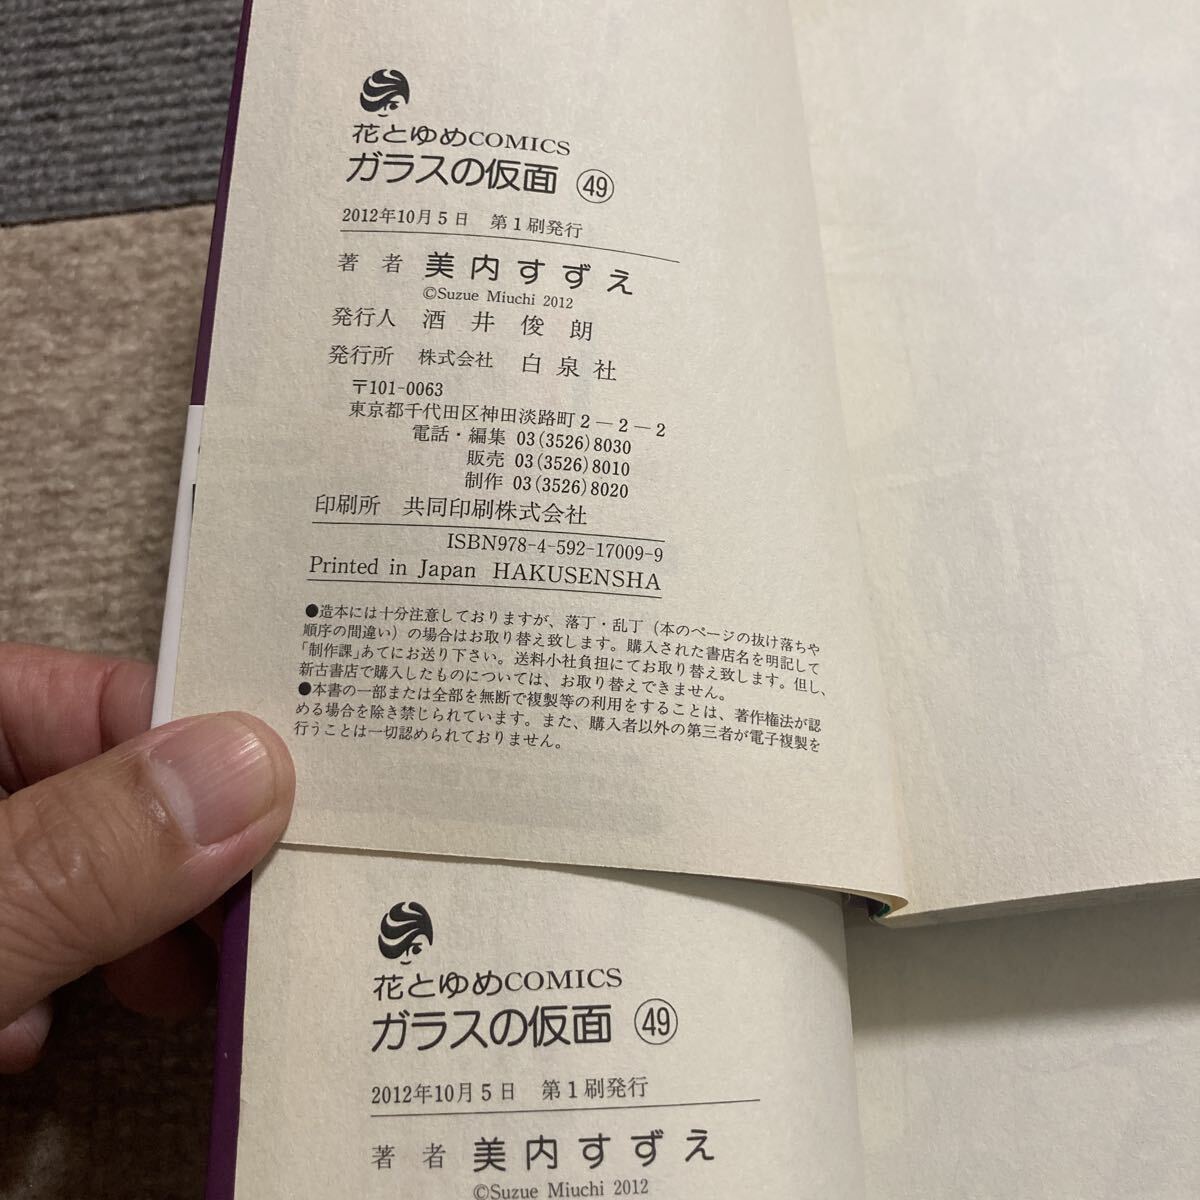 花とゆめCOMICS
ガラスの仮面 ㊾
2012年10月5日 第1刷発行
著者 美内すずえ
©Suzue Miuchi 2012
発行人 酒井俊朗
発行所 株式会社 白泉社
〒101-0063
東京都千代田区神田淡路町2－2－2
電話・編集 03(3526)8030
販売 03(3526)8010
制作 03(3526)8020
印刷所 共同印刷株式会社
ISBN978-4-592-17009-9
Printed in Japan HAKUSENSHA
●造本には十分注意しておりますが、落丁・乱丁（本のページの抜け落ちや
順序の間違い）の場合はお取り替え致します。購入された書店名を明記して
「制作課」あてにお送り下さい。送料小社負担にてお取り替え致します。但し、
新古書店で購入したものについては、お取り替えできません。
●本書の一部または全部を無断で複製等の利用をすることは、著作権法が認
める場合を除き禁じられています。また、購入者以外の第三者が電子複製を
行うことは一切認められておりません。
花とゆめCOMICS
ガラスの仮面 ㊾
2012年10月5日 第1刷発行
著者 美内すずえ
©Suzue Miuchi 2012